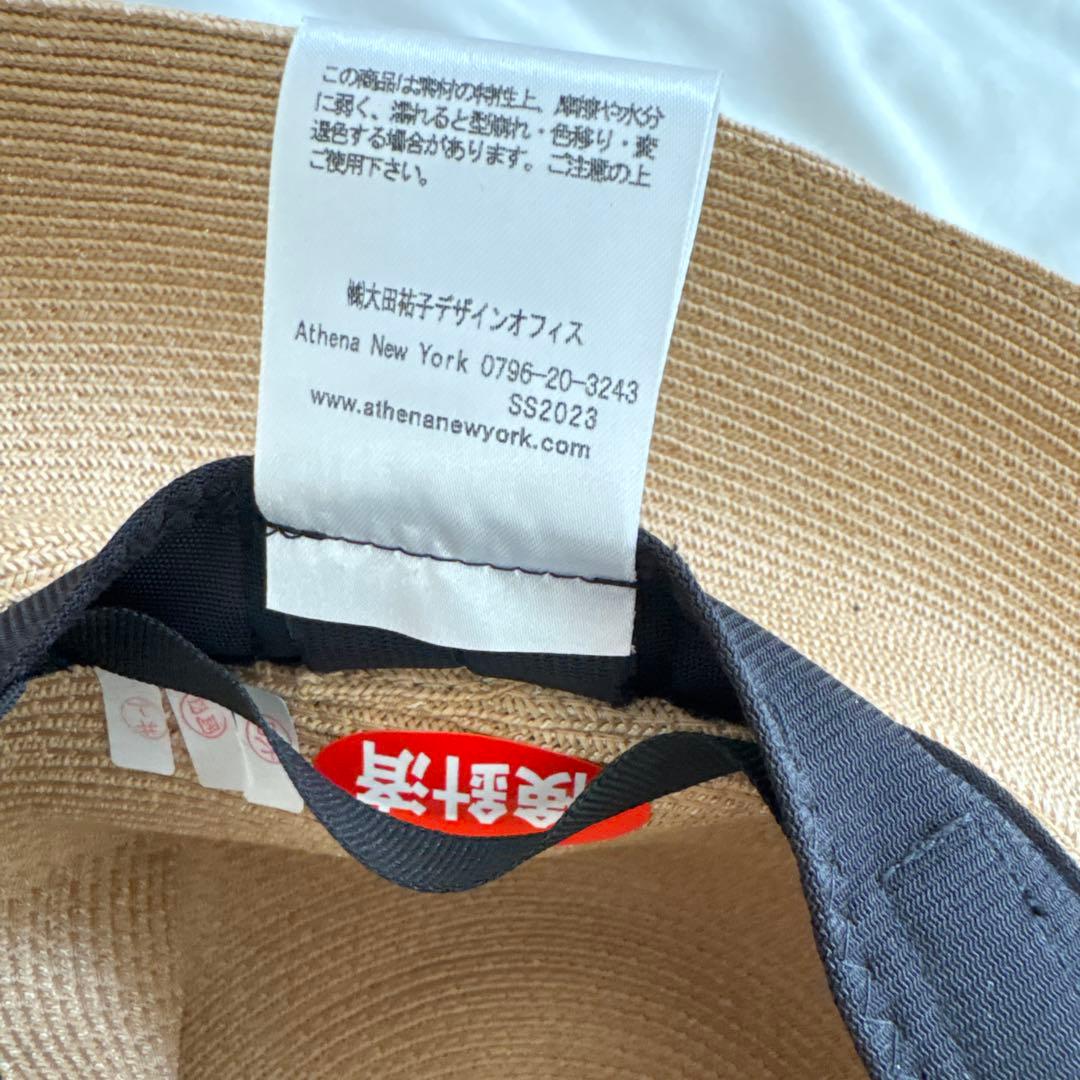 この商品は素材の特性上、摩擦や水分
に弱く、濡れると型崩れ・色移り・変
退色する場合があります。ご注意の上
ご使用下さい。
㈱大田祐子デザインオフィス
Athena New York 0796-20-3243
SS2023
www.athenanewyork.com
検針済